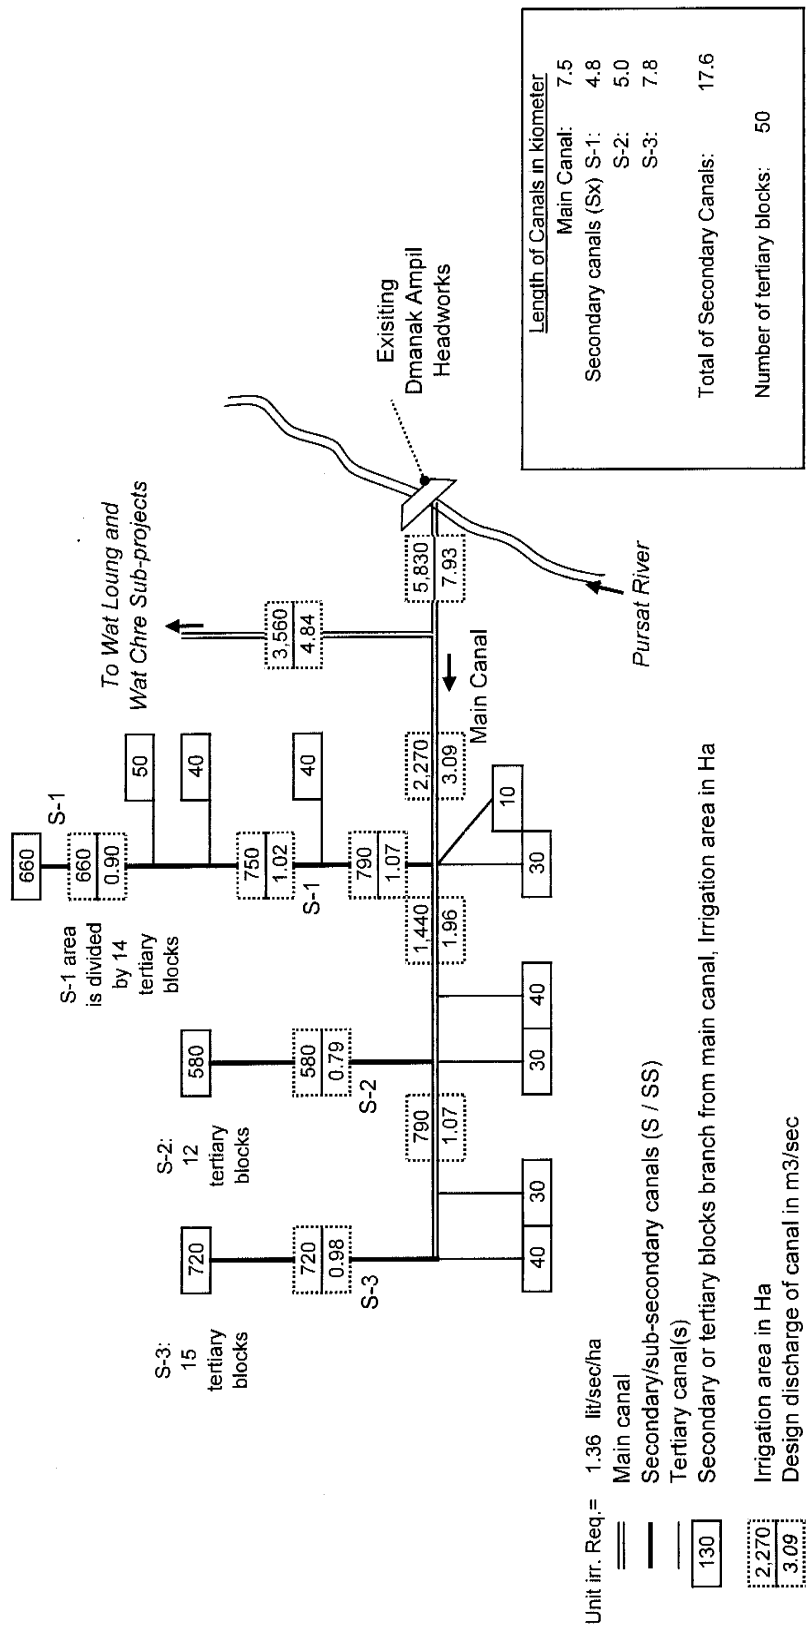 To Wat Loung and
Wat Chre Sub-projects
3,560
4.84
Exisiting
Dmanak Ampil
Headworks
5,830
7.93
Pursat River
Main Canal
2,270
3.09
S-1
660
660
0.90
S-1 area
is divided
by 14
tertiary
blocks
50
40
750
1.02
40
S-1
790
1.07
10
30
1,440
1.96
S-2:
12
tertiary
blocks
580
580
0.79
S-2
40
30
790
1.07
S-3:
15
tertiary
blocks
720
720
0.98
S-3
30
40
Unit irr. Req.= 1.36 lit/sec/ha
Main canal
Secondary/sub-secondary canals (S / SS)
Tertiary canal(s)
130 Secondary or tertiary blocks branch from main canal, Irrigation area in Ha
2,270 Irrigation area in Ha
3.09 Design discharge of canal in m3/sec
Length of Canals in kiometer
Main Canal: 7.5
Secondary canals (Sx) S-1: 4.8
S-2: 5.0
S-3: 7.8
Total of Secondary Canals: 17.6
Number of tertiary blocks: 50